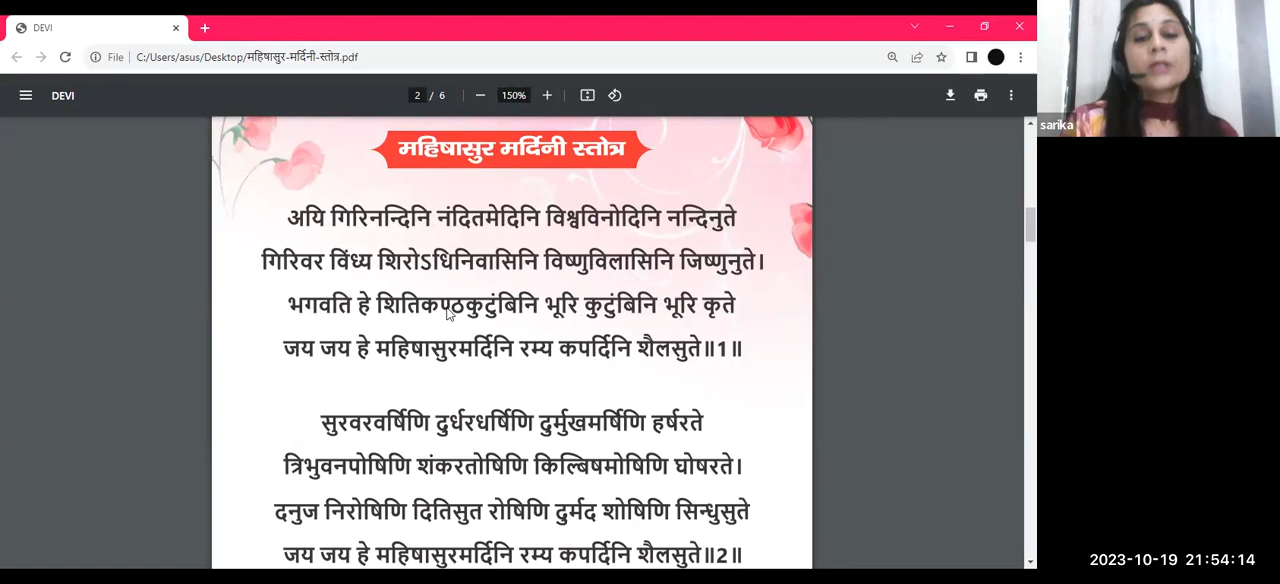 DEVI
File
C:/Users/asus/Desktop/महिषासुर-मर्दिनी-स्तोत्र.pdf
DEVI
2 / 6
150%
sarika
महिषासुर मर्दिनी स्तोत्र
अयि गिरिनन्दिनि नंदितमेदिनि विश्वविनोदिनि नन्दिनुते
गिरिवर विंध्य शिरोऽधिनिवासिनि विष्णुविलासिनि जिष्णुनुते।
भगवति हे शितिकण्ठकुटुंबिनि भूरि कुटुंबिनि भूरि कृते
जय जय हे महिषासुरमर्दिनि रम्य कपर्दिनि शैलसुते॥1॥
सुरवरवर्षिणि दुर्धरधर्षिणि दुर्मुखमर्षिणि हर्षरते
त्रिभुवनपोषिणि शंकरतोषिणि किल्बिषमोषिणि घोषरते।
दनुज निरोषिणि दितिसुत रोषिणि दुर्मद शोषिणि सिन्धुसुते
जय जय हे महिषासुरमर्दिनि रम्य कपर्दिनि शैलसुते॥2॥
2023-10-19 21:54:14